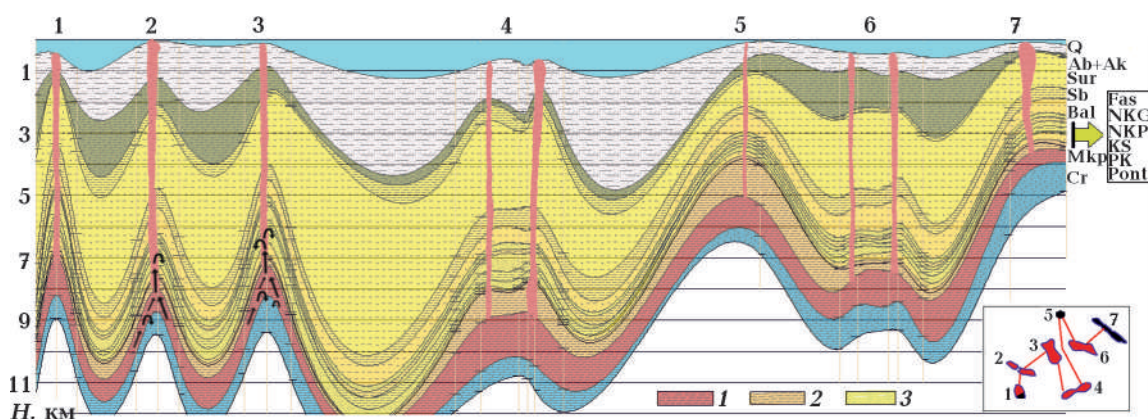 1 2 3 4 5 6 7
Q
1
Ab+Ak
Sur
Sb
Fas
Bal
NKG
3
NKP
KS
Mkp
PK
Cr
Pont
5
7
9
11
H. км
1 2 3
5 7
3
2 6
1 4